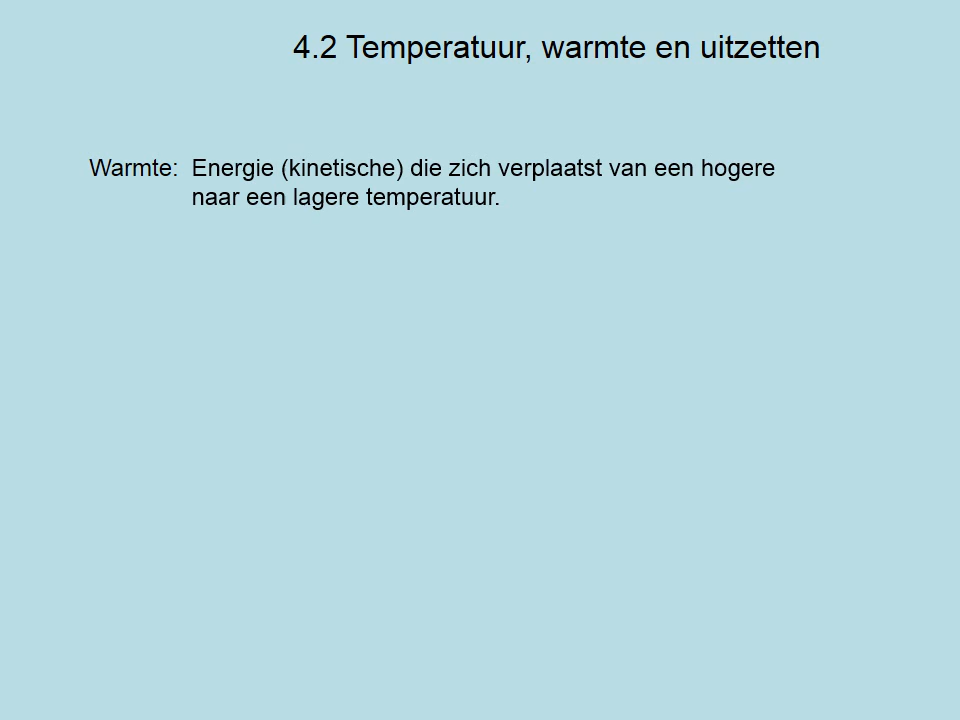 4.2 Temperatuur, warmte en uitzetten
Warmte: Energie (kinetische) die zich verplaatst van een hogere
naar een lagere temperatuur.